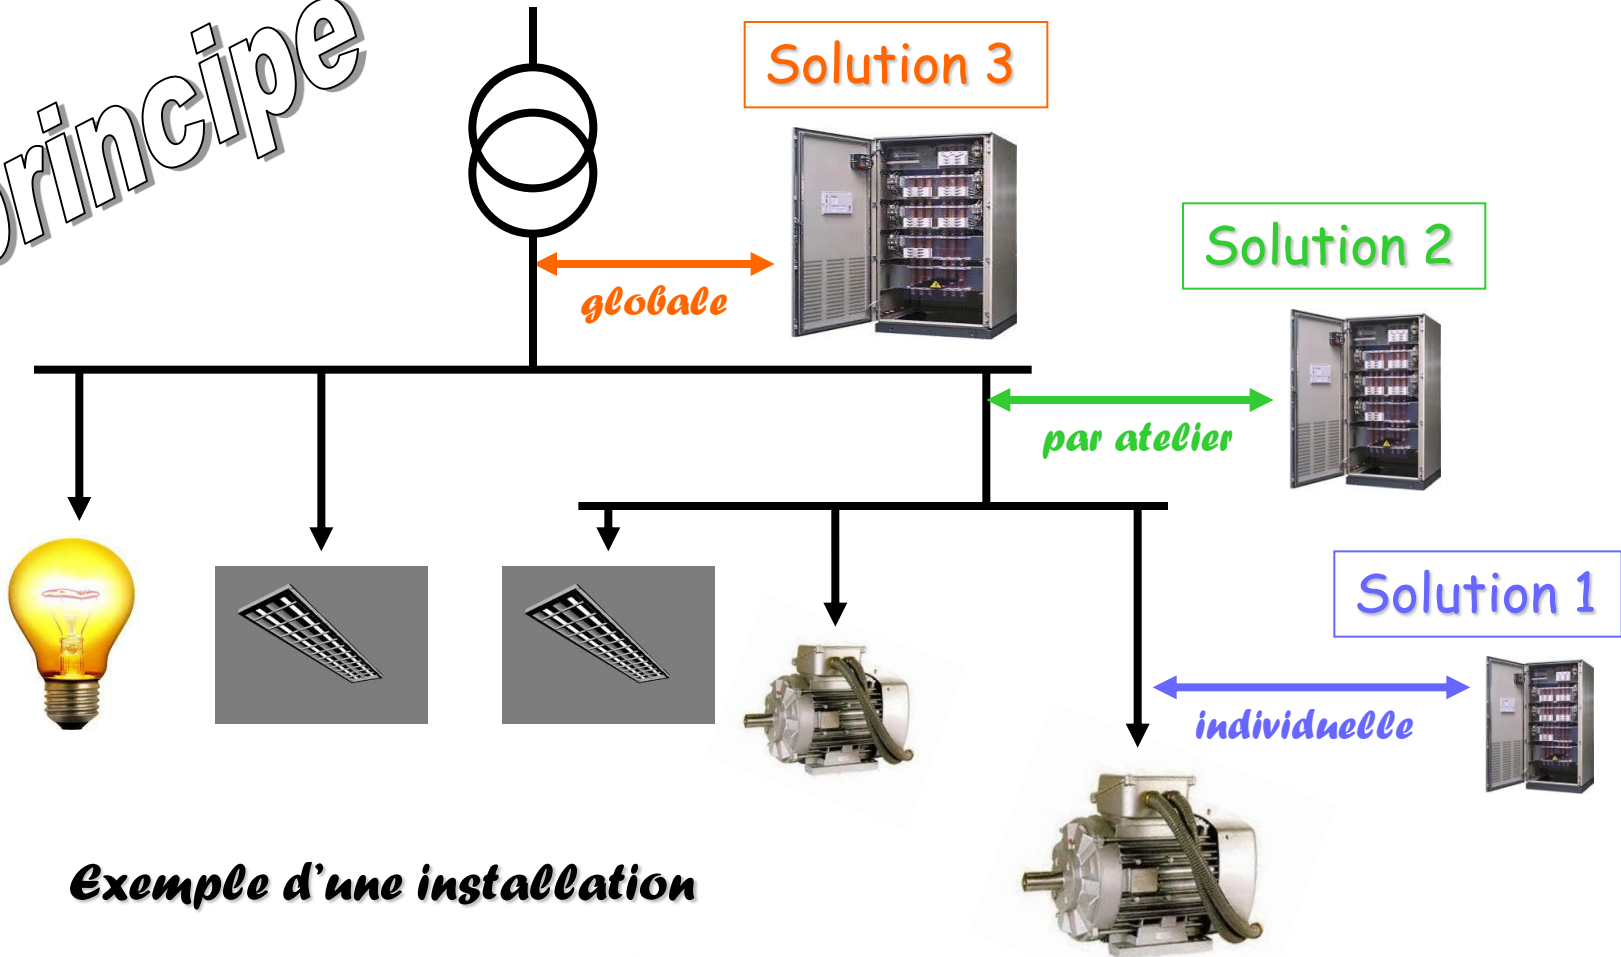 principe
Solution 3
globale
Solution 2
par atelier
Solution 1
individuelle
Exemple d'une installation